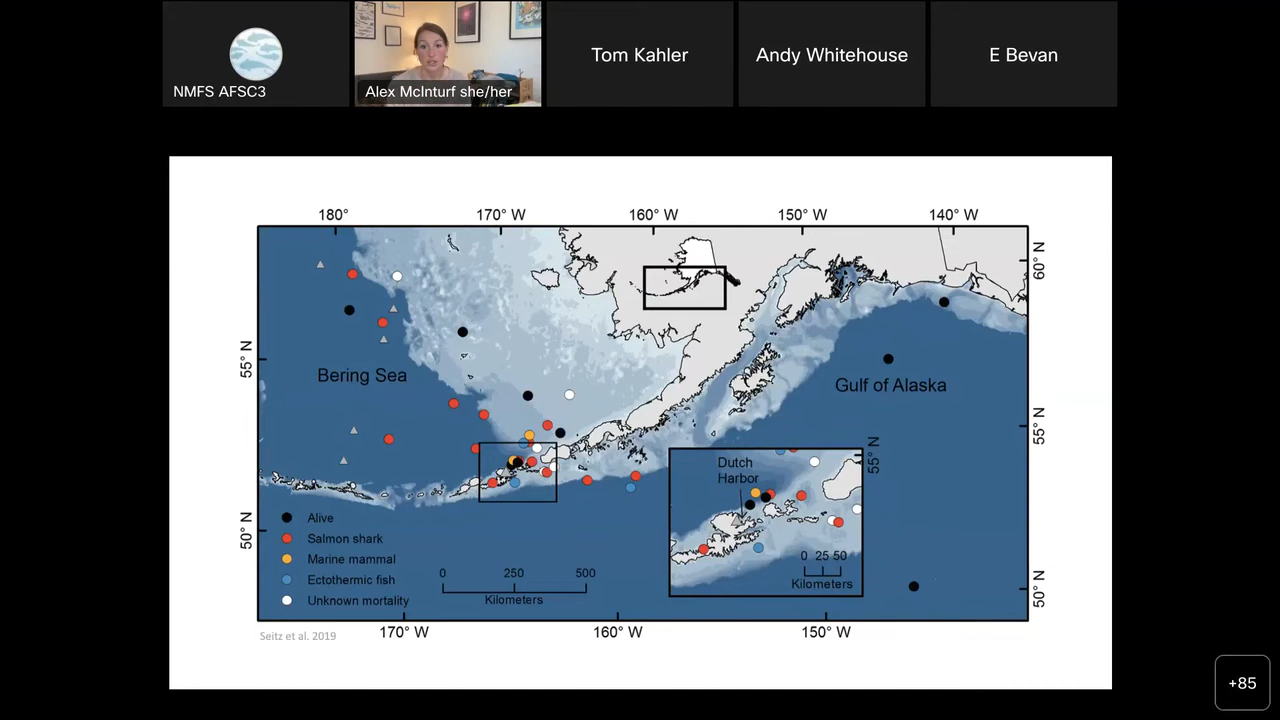 NMFS AFSC3
Alex McInturf she/her
Tom Kahler
Andy Whitehouse
E Bevan
180°
170° W
160° W
150° W
140° W
60° N
55° N
Bering Sea
Gulf of Alaska
55° N
Dutch
Harbor
55° N
0 25 50
Kilometers
50° N
50° N
Alive
Salmon shark
Marine mammal
Ectothermic fish
Unknown mortality
0 250 500
Kilometers
Seitz et al. 2019
170° W
160° W
150° W
+85